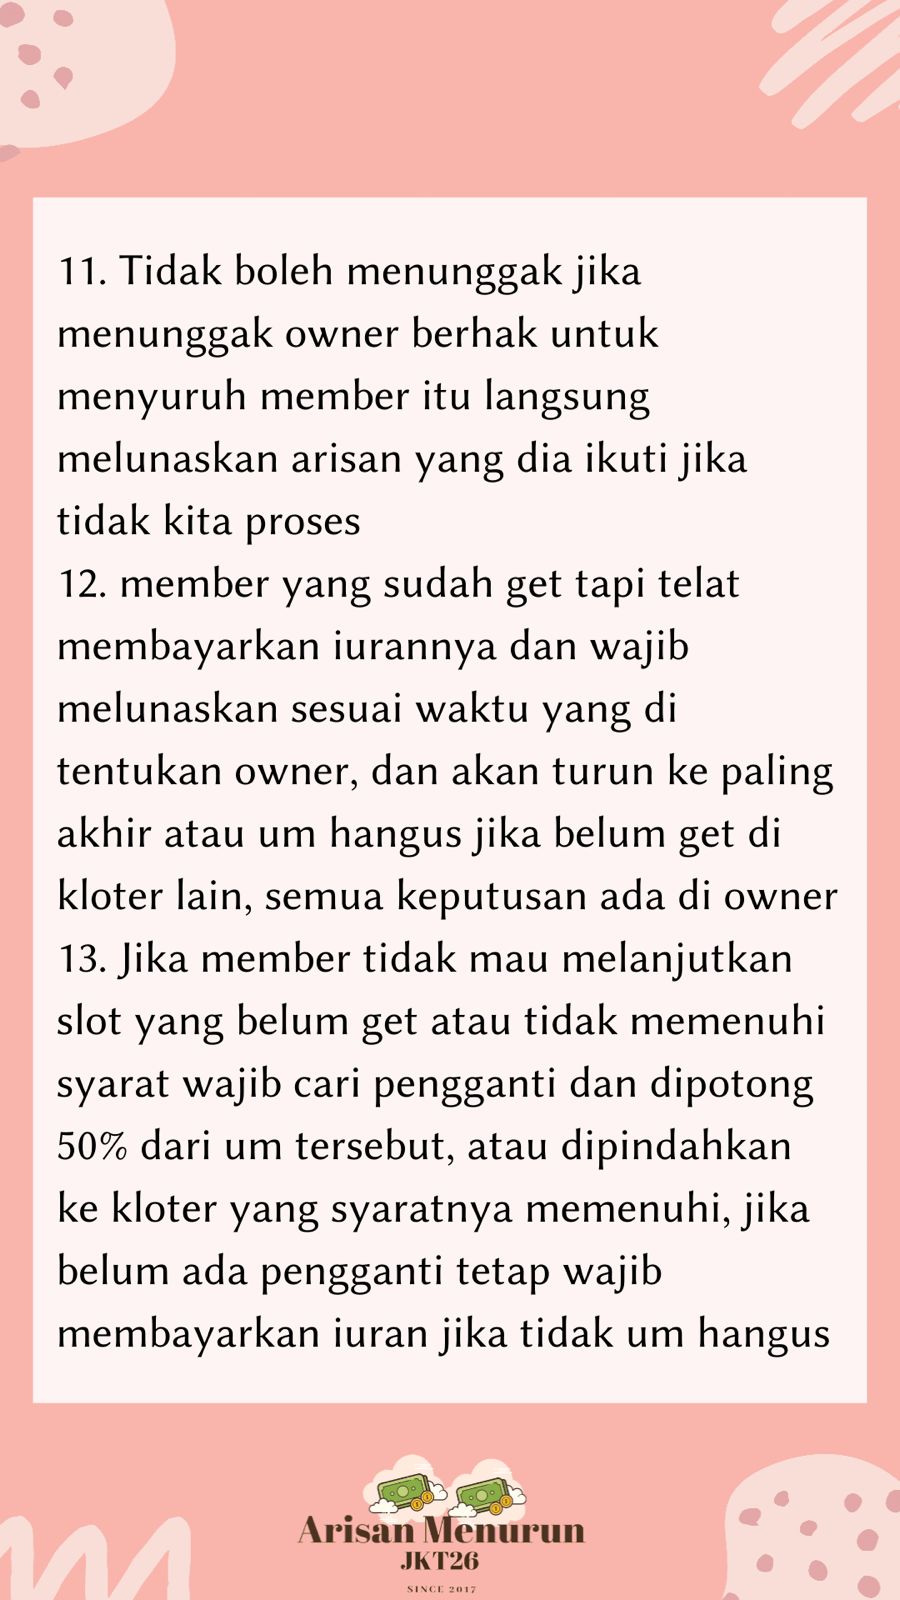 11. Tidak boleh menunggak jika
menunggak owner berhak untuk
menyuruh member itu langsung
melunaskan arisan yang dia ikuti jika
tidak kita proses
12. member yang sudah get tapi telat
membayarkan iurannya dan wajib
melunaskan sesuai waktu yang di
tentukan owner, dan akan turun ke paling
akhir atau um hangus jika belum get di
kloter lain, semua keputusan ada di owner
13. Jika member tidak mau melanjutkan
slot yang belum get atau tidak memenuhi
syarat wajib cari pengganti dan dipotong
50% dari um tersebut, atau dipindahkan
ke kloter yang syaratnya memenuhi, jika
belum ada pengganti tetap wajib
membayarkan iuran jika tidak um hangus
Arisan Menurun
JKT26
SINCE 2017